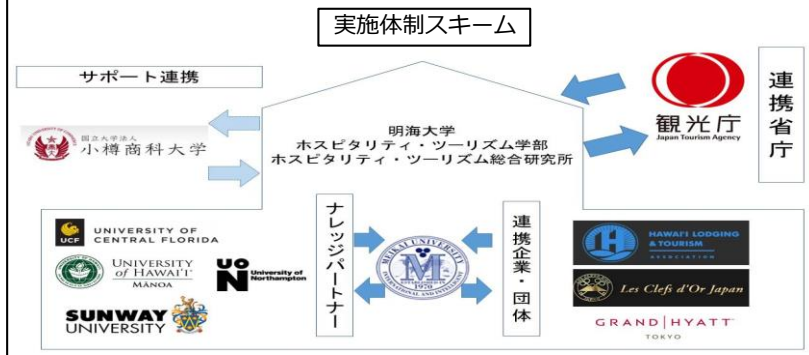 実施体制スキーム
サポート連携
国立大学法人
小樽商科大学
明海大学
ホスピタリティ・ツーリズム学部
ホスピタリティ・ツーリズム総合研究所
観光庁
Japan Tourism Agency
連携省庁
UCF
UNIVERSITY OF
CENTRAL FLORIDA
UNIVERSITY
of HAWAI'I
MĀNOA
UON
University of
Northampton
SUNWAY
UNIVERSITY
ナレッジパートナー
MEIKAI UNIVERSITY
M
ESTABLISHED IN
1970
連携企業・団体
HAWAI'I LODGING
& TOURISM
ASSOCIATION
Les Clefs d'Or Japan
GRAND HYATT
TOKYO